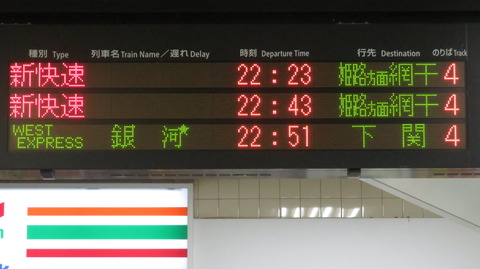 種別 Type 列車名 Train Name／遅れ Delay 時刻 Departure Time 行先 Destination のりば Track
新快速 22:23 姫路方面網干 4
新快速 22:43 姫路方面網干 4
WEST EXPRESS 銀河 22:51 下関 4